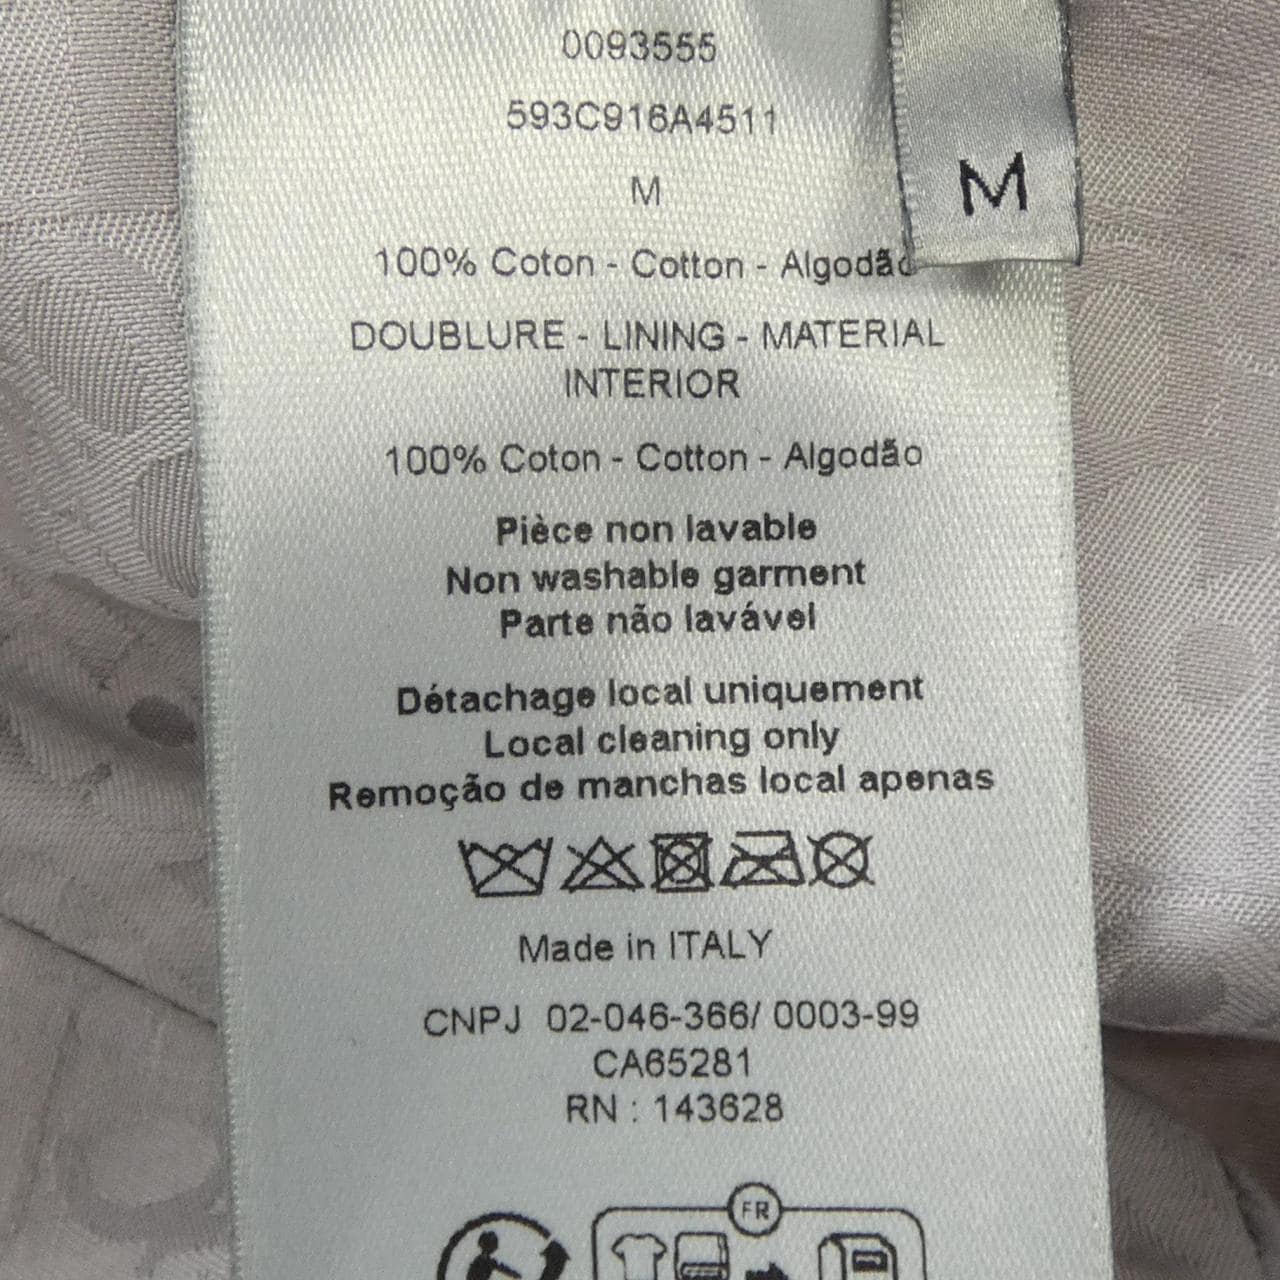 0093555
593C916A4511
M
M
100% Coton - Cotton - Algodão
DOUBLURE - LINING - MATERIAL
INTERIOR
100% Coton - Cotton - Algodão
Pièce non lavable
Non washable garment
Parte não lavável
Détachage local uniquement
Local cleaning only
Remoção de manchas local apenas
Made in ITALY
CNPJ 02-046-366/ 0003-99
CA65281
RN : 143628
FR